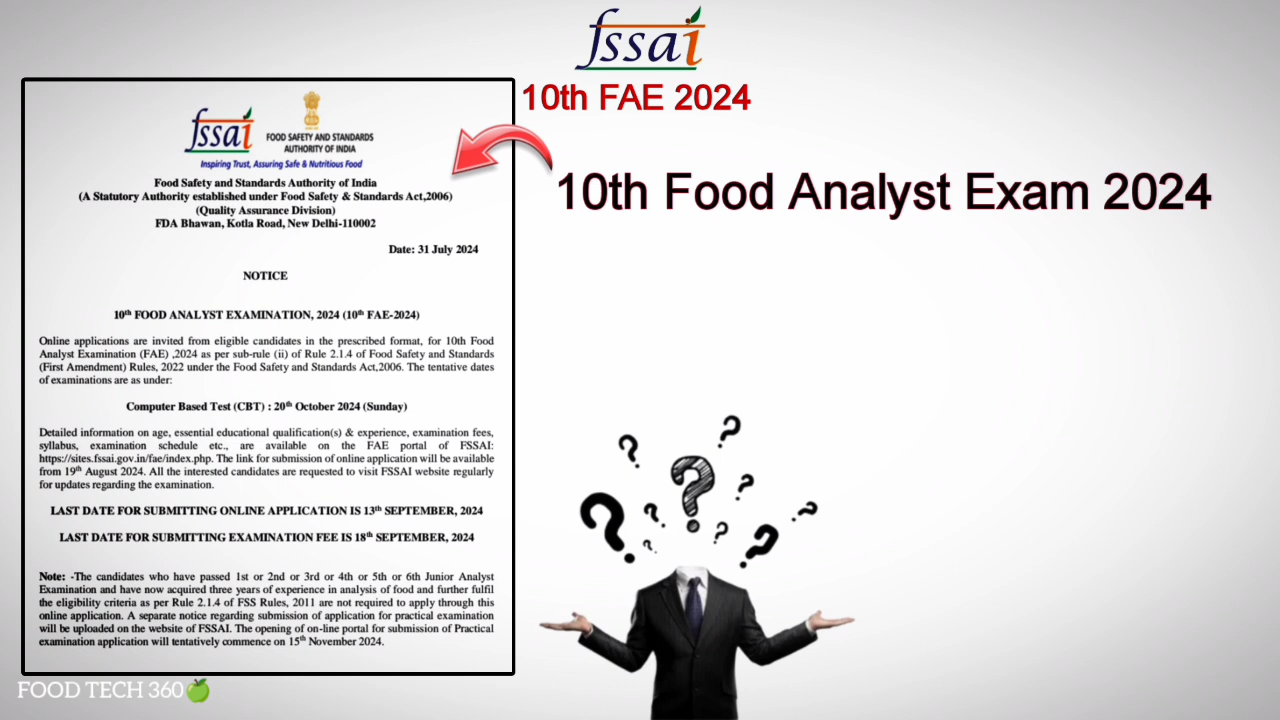 fssai
10th FAE 2024
10th Food Analyst Exam 2024
fssai
FOOD SAFETY AND STANDARDS
AUTHORITY OF INDIA
Inspiring Trust, Assuring Safe & Nutritious Food
Food Safety and Standards Authority of India
(A Statutory Authority established under Food Safety & Standards Act,2006)
(Quality Assurance Division)
FDA Bhawan, Kotla Road, New Delhi-110002
Date: 31 July 2024
NOTICE
10th FOOD ANALYST EXAMINATION, 2024 (10th FAE-2024)
Online applications are invited from eligible candidates in the prescribed format, for 10th Food
Analyst Examination (FAE) ,2024 as per sub-rule (ii) of Rule 2.1.4 of Food Safety and Standards
(First Amendment) Rules, 2022 under the Food Safety and Standards Act,2006. The tentative dates
of examinations are as under:
Computer Based Test (CBT) : 20th October 2024 (Sunday)
Detailed information on age, essential educational qualification(s) & experience, examination fees,
syllabus, examination schedule etc., are available on the FAE portal of FSSAI:
https://sites.fssai.gov.in/fae/index.php. The link for submission of online application will be available
from 19th August 2024. All the interested candidates are requested to visit FSSAI website regularly
for updates regarding the examination.
LAST DATE FOR SUBMITTING ONLINE APPLICATION IS 13th SEPTEMBER, 2024
LAST DATE FOR SUBMITTING EXAMINATION FEE IS 18th SEPTEMBER, 2024
Note: -The candidates who have passed 1st or 2nd or 3rd or 4th or 5th or 6th Junior Analyst
Examination and have now acquired three years of experience in analysis of food and further fulfil
the eligibility criteria as per Rule 2.1.4 of FSS Rules, 2011 are not required to apply through this
online application. A separate notice regarding submission of application for practical examination
will be uploaded on the website of FSSAI. The opening of on-line portal for submission of Practical
examination application will tentatively commence on 15th November 2024.
FOOD TECH 360